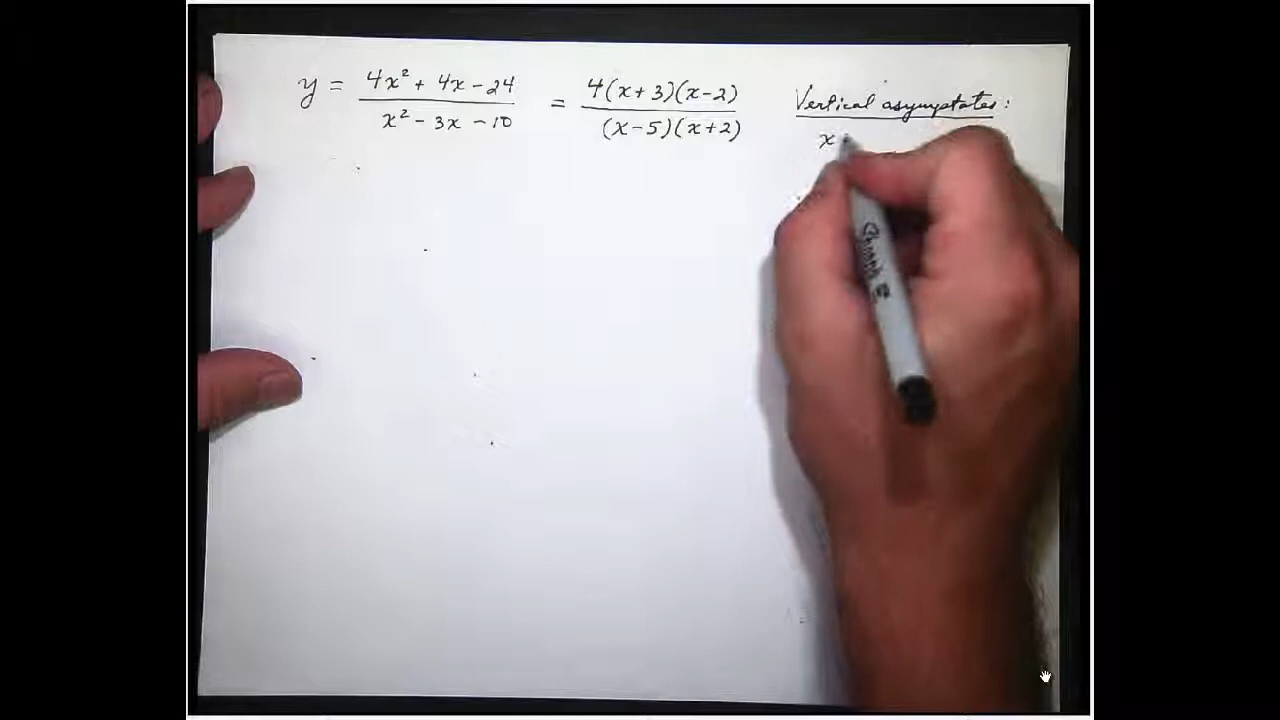 y = (4x² + 4x - 24)/(x² - 3x - 10) = 4(x+3)(x-2)/(x-5)(x+2)
Vertical asymptotes:
x